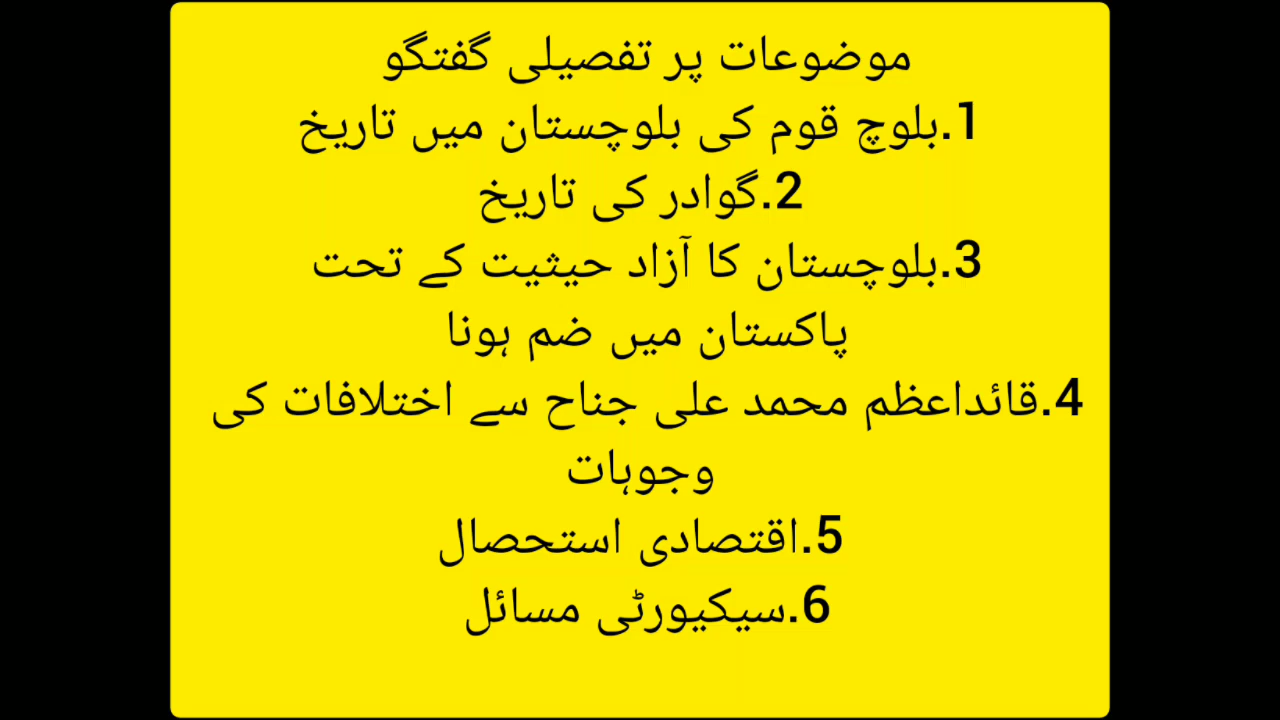 موضوعات پر تفصیلی گفتگو
1.بلوچ قوم کی بلوچستان میں تاریخ
2.گوادر کی تاریخ
3.بلوچستان کا آزاد حیثیت کے تحت
پاکستان میں ضم ہونا
4.قائداعظم محمد علی جناح سے اختلافات کی
وجوہات
5.اقتصادی استحصال
6.سیکیورٹی مسائل